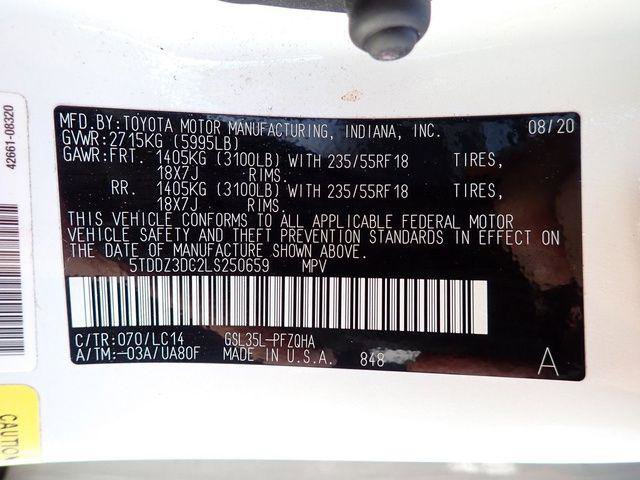 42661-08320
MFD.BY:TOYOTA MOTOR MANUFACTURING, INDIANA, INC. 08/20
GVWR:2715KG (5995LB)
GAWR:FRT. 1405KG (3100LB) WITH 235/55RF18 TIRES,
18X7J RIMS.
RR. 1405KG (3100LB) WITH 235/55RF18 TIRES,
18X7J RIMS.
THIS VEHICLE CONFORMS TO ALL APPLICABLE FEDERAL MOTOR
VEHICLE SAFETY AND THEFT PREVENTION STANDARDS IN EFFECT ON
THE DATE OF MANUFACTURE SHOWN ABOVE.
5TDDZ3DC2LS250659 MPV
C/TR:070/LC14 GSL35L-PFZQHA
A/TM:-03A/UA80F MADE IN U.S.A. 848 A
CAUTION